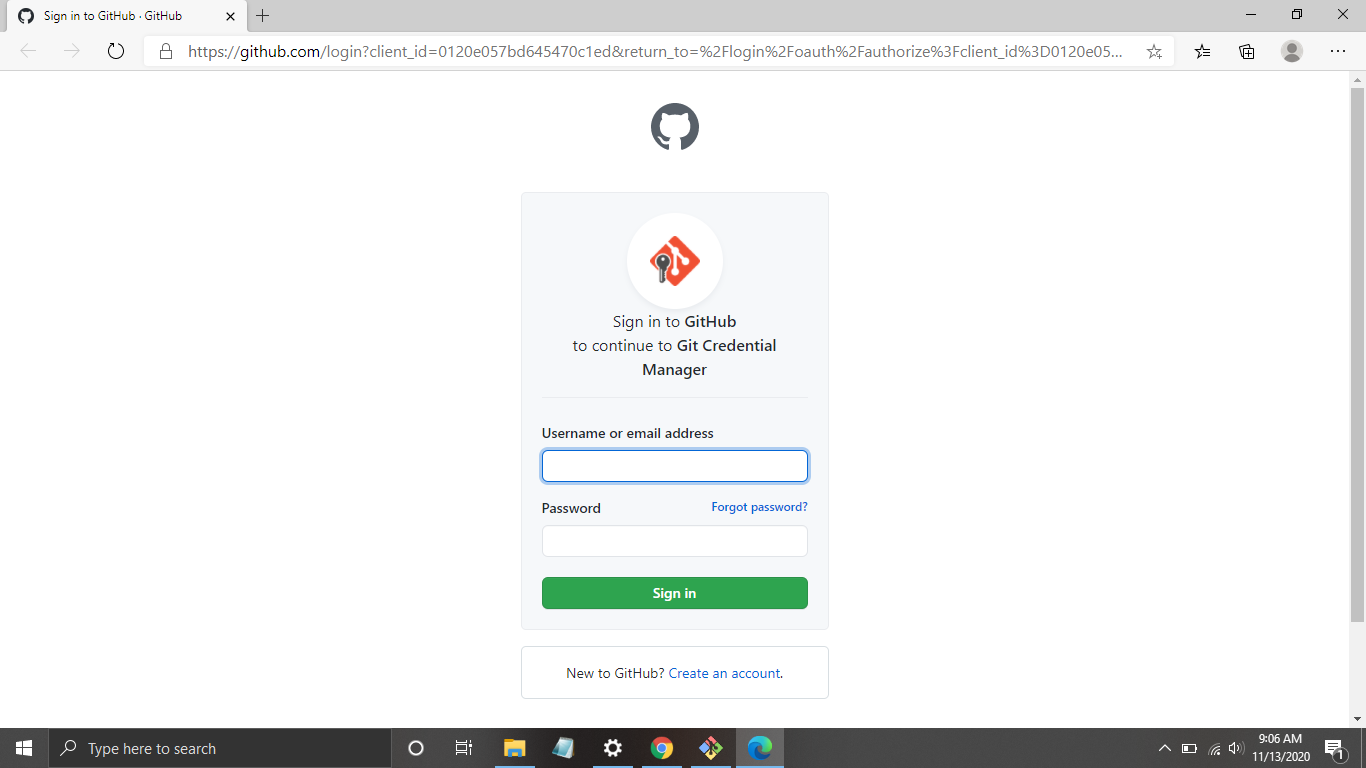 Sign in to GitHub · GitHub
https://github.com/login?client_id=0120e057bd645470c1ed&return_to=%2Flogin%2Foauth%2Fauthorize%3Fclient_id%3D0120e05...
Sign in to GitHub
to continue to Git Credential
Manager
Username or email address
Password Forgot password?
Sign in
New to GitHub? Create an account.
Type here to search
9:06 AM
11/13/2020
1